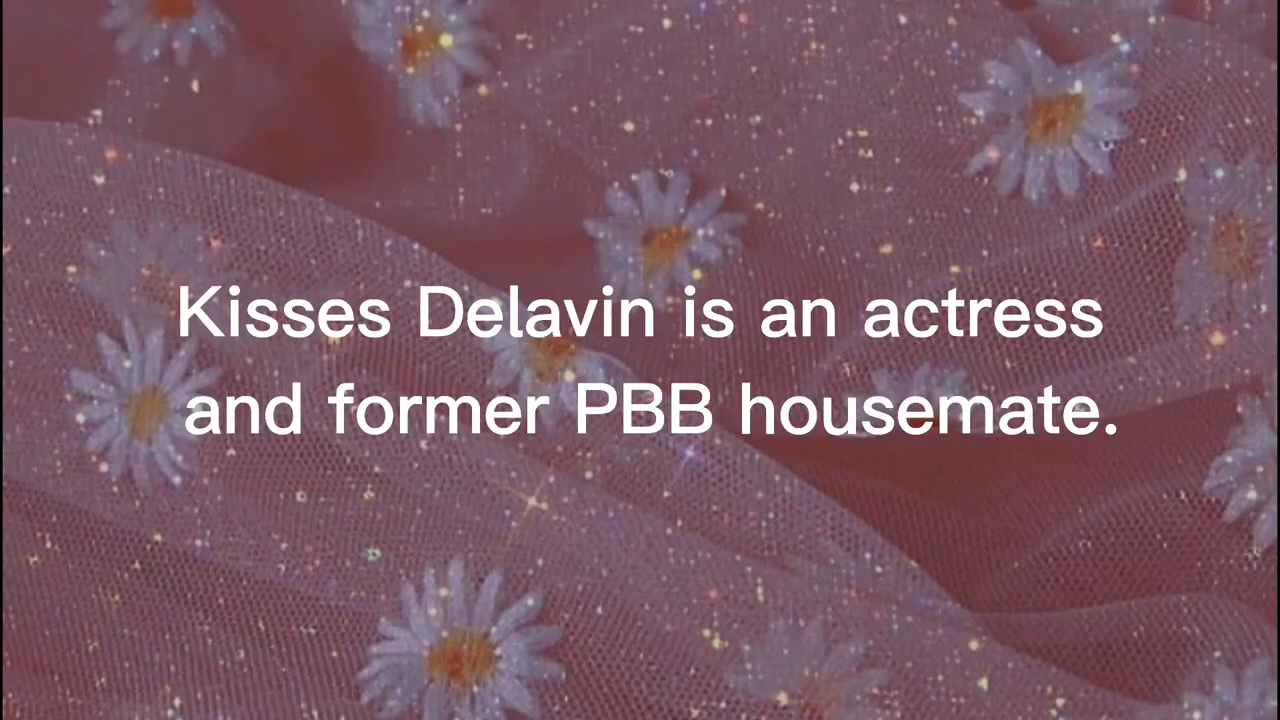 Kisses Delavin is an actress
and former PBB housemate.